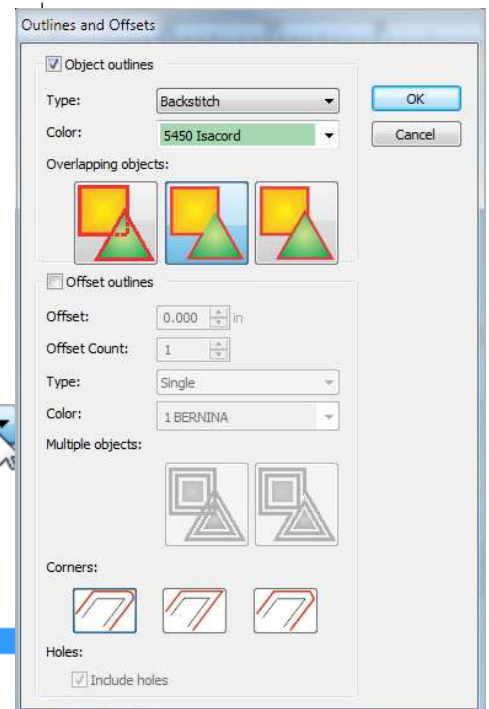 Outlines and Offsets
Object outlines
Type: Backstitch
OK
Color: 5450 Isacord
Cancel
Overlapping objects:
Offset outlines
Offset: 0.000 in
Offset Count: 1
Type: Single
Color: 1 BERNINA
Multiple objects:
Corners:
Holes:
Include holes